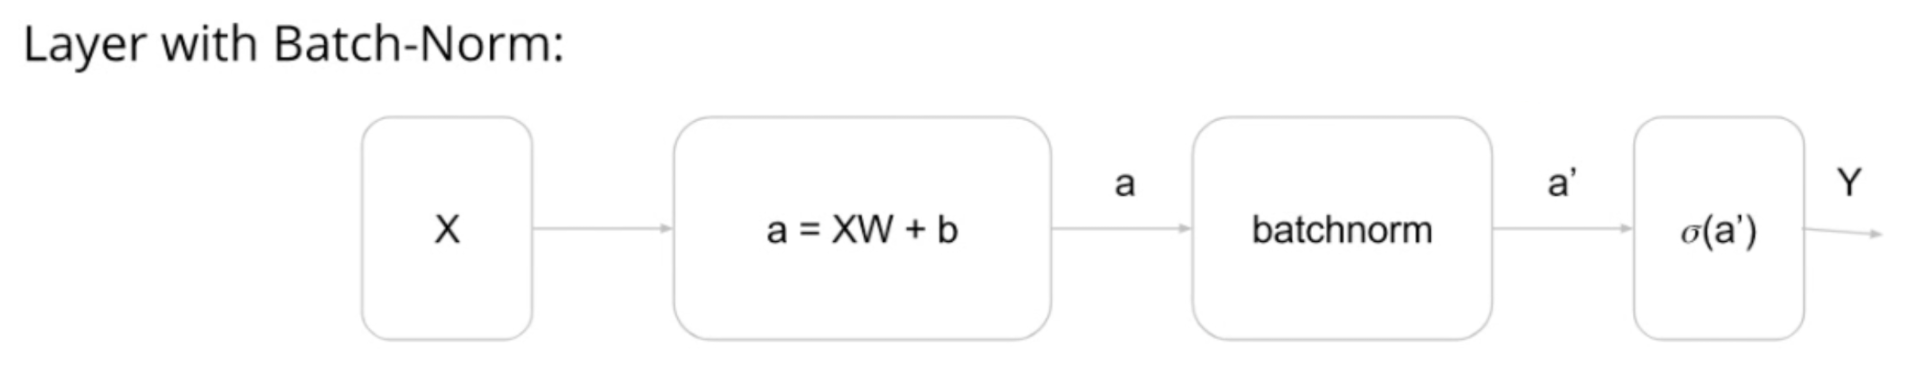 Layer with Batch-Norm:
X
a = XW + b
a
batchnorm
a’
σ(a’)
Y